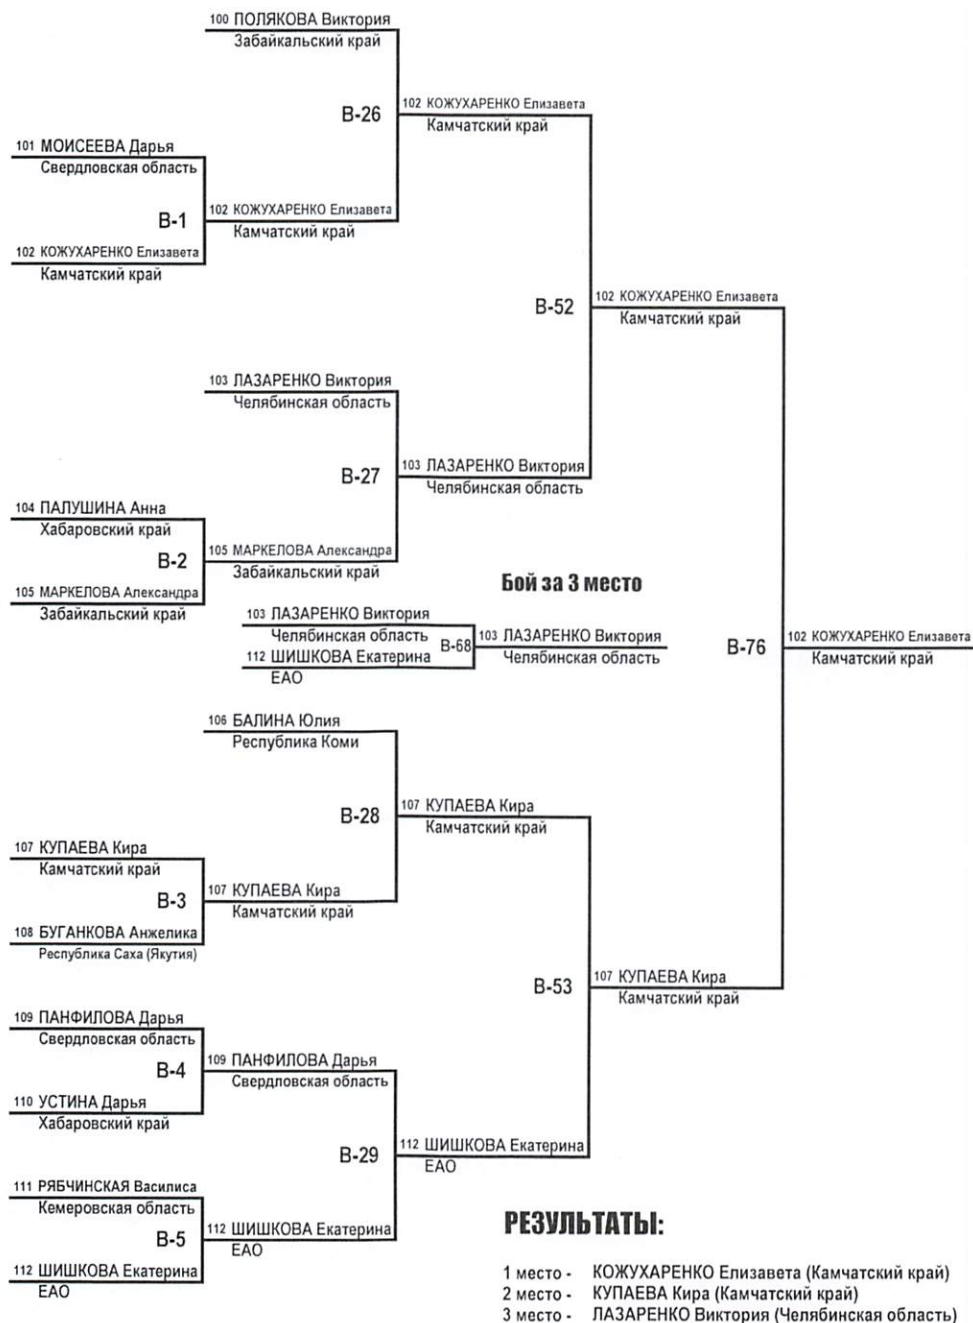 100 ПОЛЯКОВА Виктория
Забайкальский край
В-26
102 КОЖУХАРЕНКО Елизавета
Камчатский край
101 МОИСЕЕВА Дарья
Свердловская область
В-1
102 КОЖУХАРЕНКО Елизавета
Камчатский край
102 КОЖУХАРЕНКО Елизавета
Камчатский край
В-52
102 КОЖУХАРЕНКО Елизавета
Камчатский край
103 ЛАЗАРЕНКО Виктория
Челябинская область
В-27
103 ЛАЗАРЕНКО Виктория
Челябинская область
104 ПАЛУШИНА Анна
Хабаровский край
В-2
105 МАРКЕЛОВА Александра
Забайкальский край
105 МАРКЕЛОВА Александра
Забайкальский край
Бой за 3 место
103 ЛАЗАРЕНКО Виктория
Челябинская область
В-68
103 ЛАЗАРЕНКО Виктория
Челябинская область
112 ШИШКОВА Екатерина
ЕАО
В-76
102 КОЖУХАРЕНКО Елизавета
Камчатский край
106 БАЛИНА Юлия
Республика Коми
В-28
107 КУПАЕВА Кира
Камчатский край
107 КУПАЕВА Кира
Камчатский край
В-3
107 КУПАЕВА Кира
Камчатский край
108 БУГАНКОВА Анжелика
Республика Саха (Якутия)
В-53
107 КУПАЕВА Кира
Камчатский край
109 ПАНФИЛОВА Дарья
Свердловская область
В-4
109 ПАНФИЛОВА Дарья
Свердловская область
110 УСТИНА Дарья
Хабаровский край
В-29
112 ШИШКОВА Екатерина
ЕАО
111 РЯБЧИНСКАЯ Василиса
Кемеровская область
В-5
112 ШИШКОВА Екатерина
ЕАО
112 ШИШКОВА Екатерина
ЕАО
РЕЗУЛЬТАТЫ:
1 место - КОЖУХАРЕНКО Елизавета (Камчатский край)
2 место - КУПАЕВА Кира (Камчатский край)
3 место - ЛАЗАРЕНКО Виктория (Челябинская область)